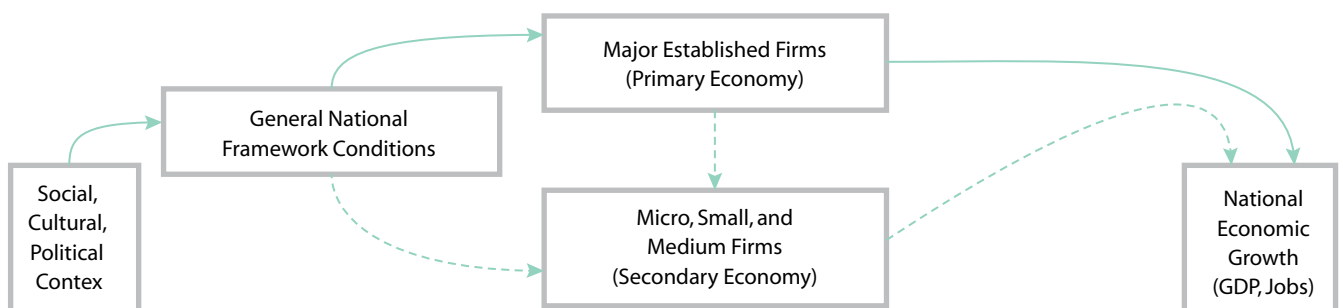 Major Established Firms
(Primary Economy)
General National
Framework Conditions
Social,
Cultural,
Political
Contex
Micro, Small, and
Medium Firms
(Secondary Economy)
National
Economic
Growth
(GDP, Jobs)